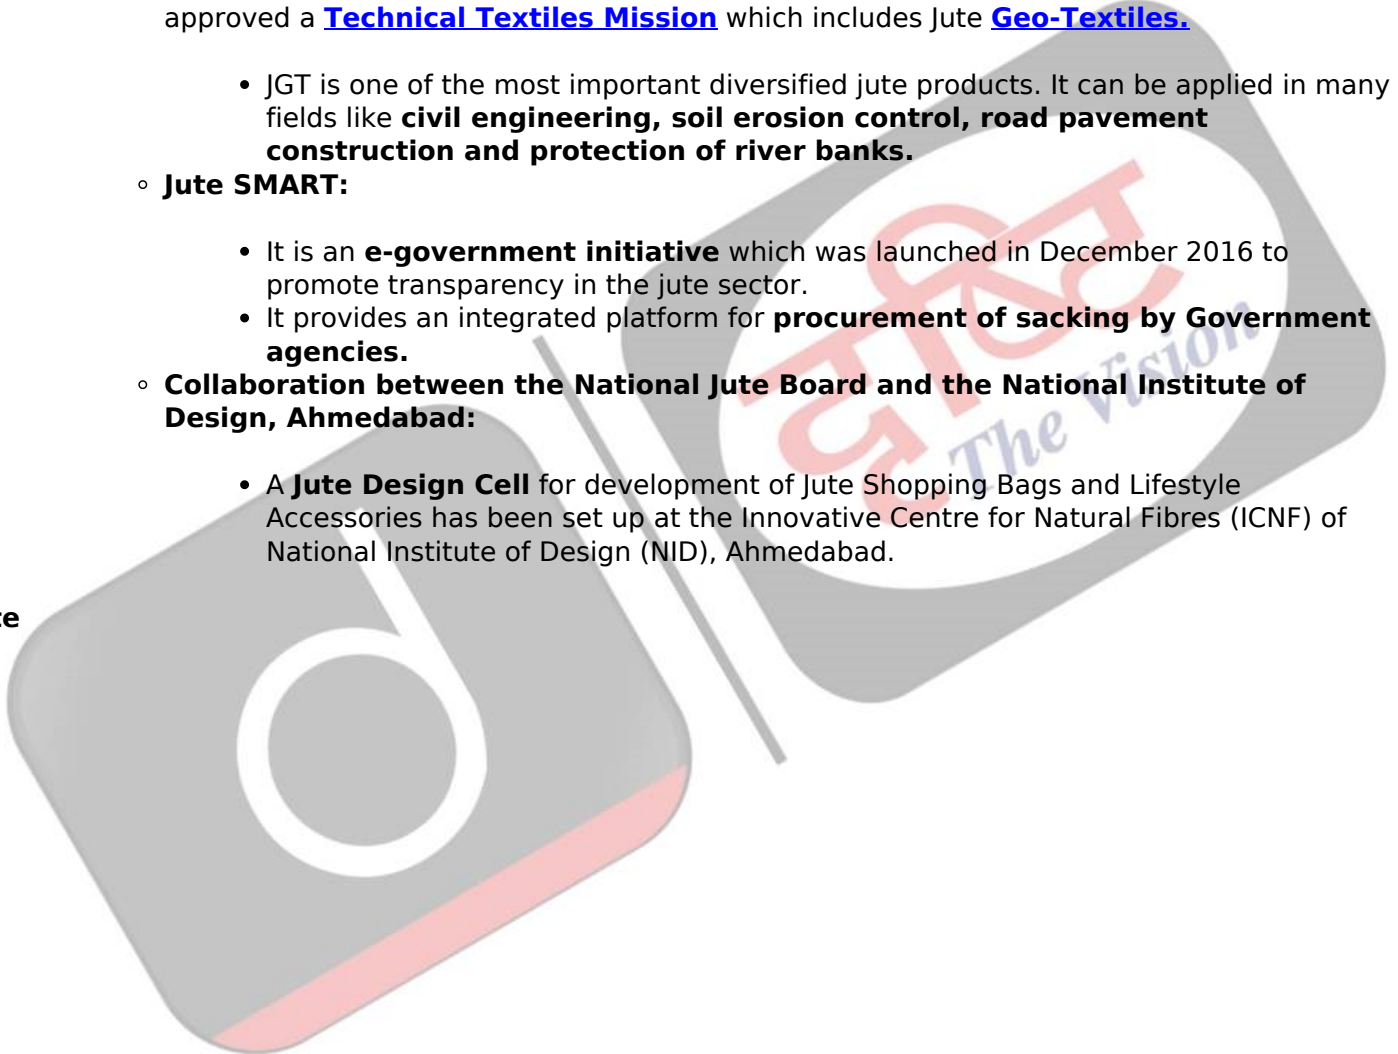 approved a Technical Textiles Mission which includes Jute Geo-Textiles.
• JGT is one of the most important diversified jute products. It can be applied in many
fields like civil engineering, soil erosion control, road pavement
construction and protection of river banks.
◦ Jute SMART:
• It is an e-government initiative which was launched in December 2016 to
promote transparency in the jute sector.
• It provides an integrated platform for procurement of sacking by Government
agencies.
◦ Collaboration between the National Jute Board and the National Institute of
Design, Ahmedabad:
• A Jute Design Cell for development of Jute Shopping Bags and Lifestyle
Accessories has been set up at the Innovative Centre for Natural Fibres (ICNF) of
National Institute of Design (NID), Ahmedabad.
दृष्टि
The Vision
d